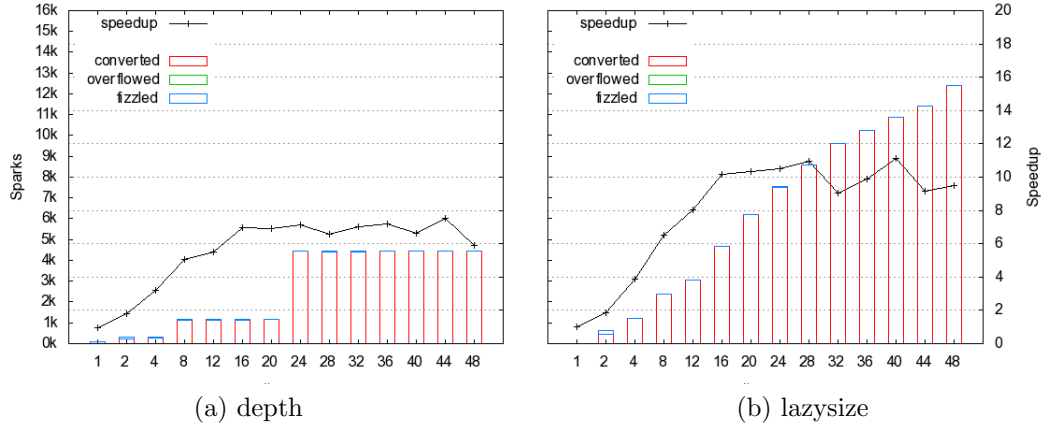 speedup
converted
overflowed
fizzled
16k
15k
14k
13k
12k
11k
10k
9k
8k
7k
6k
5k
4k
3k
2k
1k
0k
Sparks
1 2 4 8 12 16 20 24 28 32 36 40 44 48
(a) depth
speedup
converted
overflowed
fizzled
20
18
16
14
12
10
8
6
4
2
0
Speedup
1 2 4 8 12 16 20 24 28 32 36 40 44 48
(b) lazysize